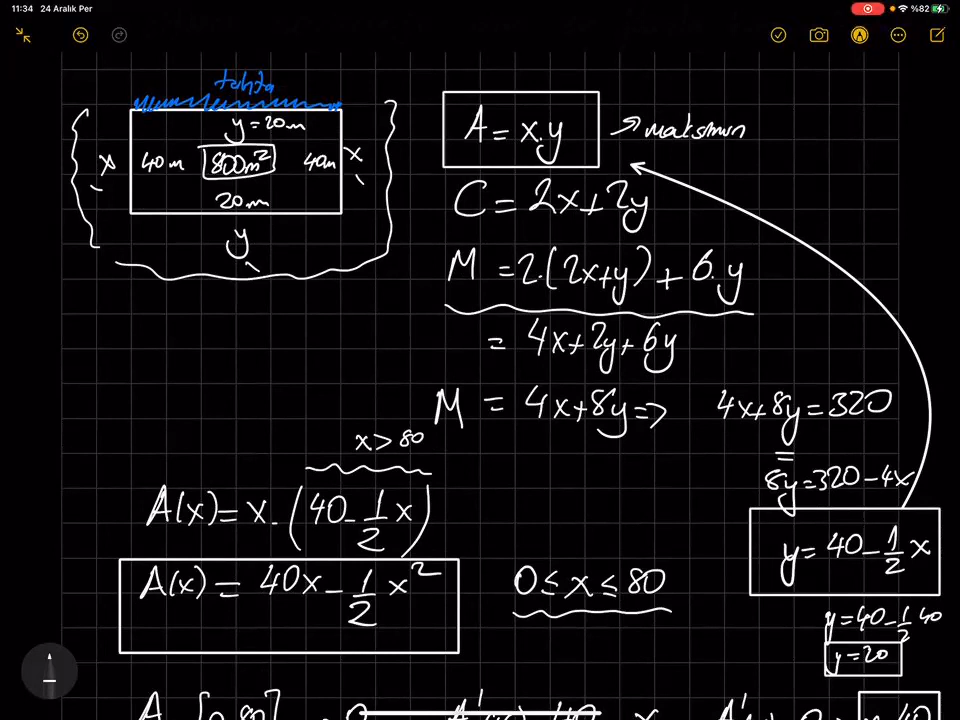 11:34 24 Aralık Per
%82
tahta
y = 20m
x 40m 800m² 40m x
20m
y
A = x.y → maksimum
C = 2x+2y
M = 2.(2x+y) + 6.y
= 4x+2y+6y
M = 4x+8y ⇒ 4x+8y = 320
8y = 320 - 4x
y = 40 - 1/2 x
y = 40 - 1/2 40
y = 20
x > 80
A(x) = x . (40 - 1/2 x)
A(x) = 40x - 1/2 x²
0 ≤ x ≤ 80